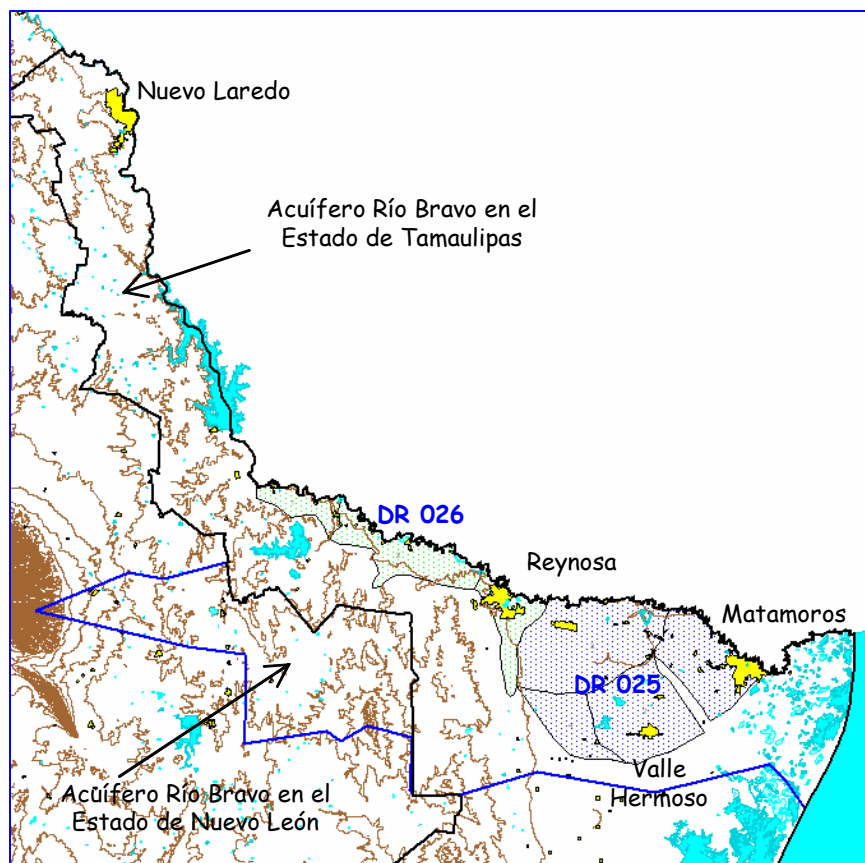 Nuevo Laredo
Acuífero Río Bravo en el
Estado de Tamaulipas
DR 026
Reynosa
Matamoros
DR 025
Valle
Hermoso
Acuífero Río Bravo en el
Estado de Nuevo León